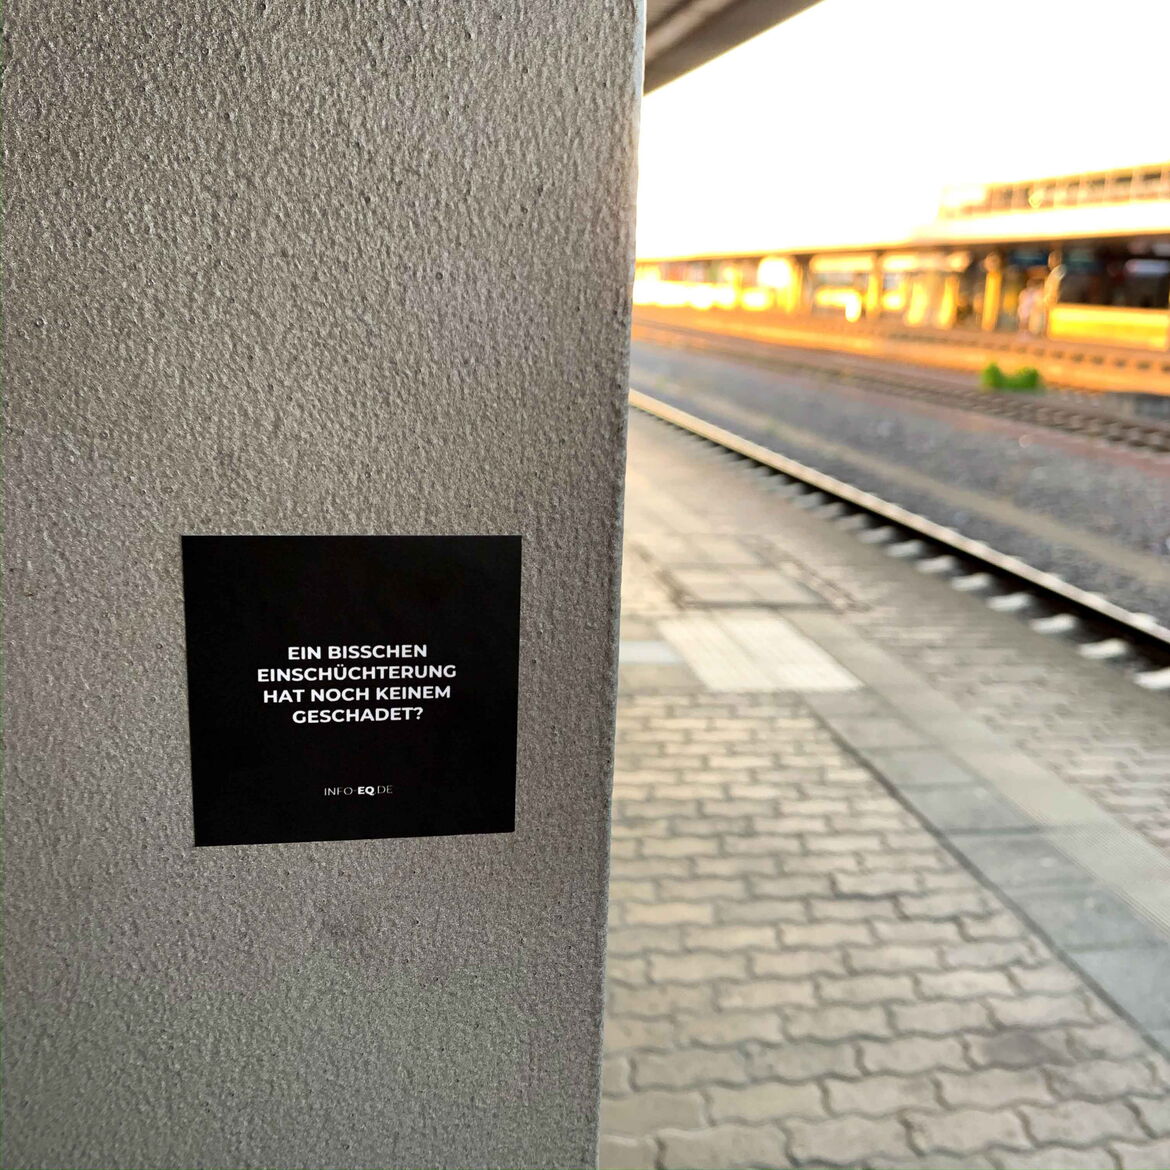 EIN BISSCHEN
EINSCHÜCHTERUNG
HAT NOCH KEINEM
GESCHADET?
INFO-EQ.DE